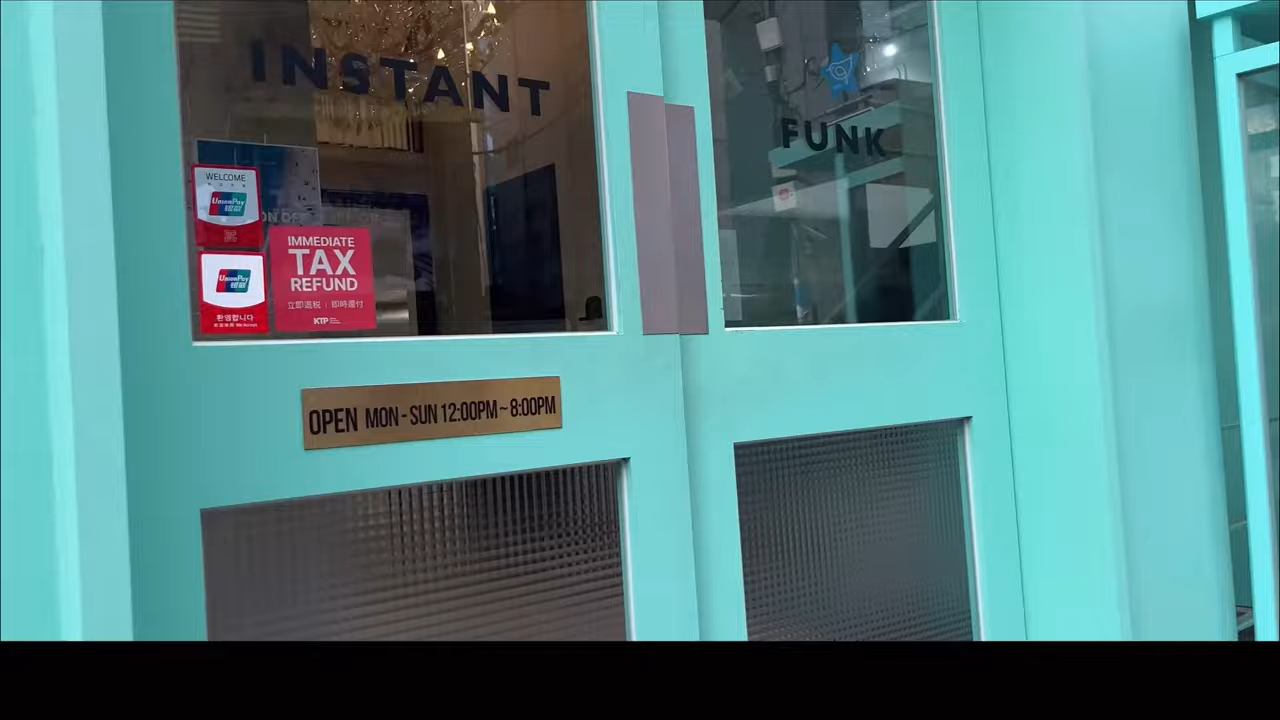 INSTANT
FUNK
WELCOME
UnionPay
银联
UnionPay
银联
환영합니다
IMMEDIATE
TAX
REFUND
立即退税 | 即時還付
KTP
OPEN MON - SUN 12:00PM ~ 8:00PM